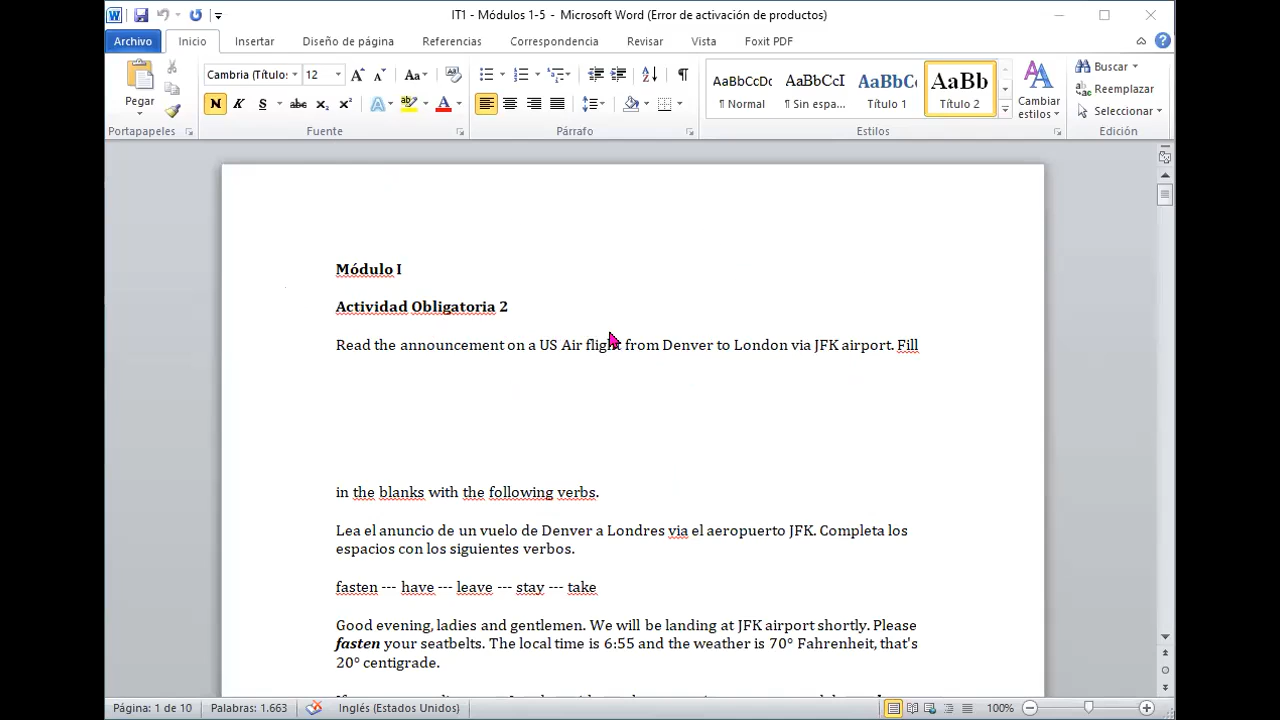 IT1 - Módulos 1-5 - Microsoft Word (Error de activación de productos)
Archivo Inicio Insertar Diseño de página Referencias Correspondencia Revisar Vista Foxit PDF
Pegar
Portapapeles
Cambria (Título: 12
Aa
N K S abc x₂ x² A A
Fuente
Párrafo
AaBbCcDc AaBbCcI AaBbC AaBb
¶ Normal ¶ Sin espa... Título 1 Título 2
Cambiar estilos
Estilos
Buscar
Reemplazar
Seleccionar
Edición
Módulo I
Actividad Obligatoria 2
Read the announcement on a US Air flight from Denver to London via JFK airport. Fill
in the blanks with the following verbs.
Lea el anuncio de un vuelo de Denver a Londres via el aeropuerto JFK. Completa los
espacios con los siguientes verbos.
fasten --- have --- leave --- stay --- take
Good evening, ladies and gentlemen. We will be landing at JFK airport shortly. Please
fasten your seatbelts. The local time is 6:55 and the weather is 70° Fahrenheit, that's
20° centigrade.
Página: 1 de 10 Palabras: 1.663 Inglés (Estados Unidos) 100%